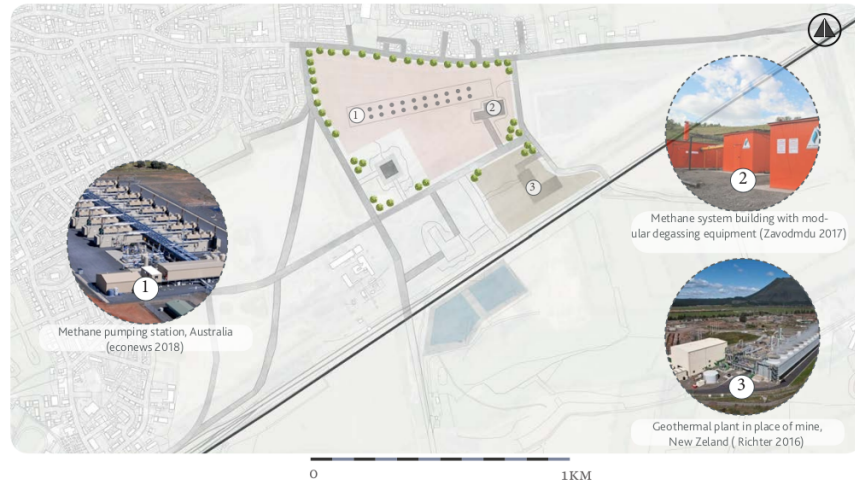 1
2
3
2
Methane system building with mod-
ular degassing equipment (Zavodmdu 2017)
1
Methane pumping station, Australia
(econews 2018)
3
Geothermal plant in place of mine,
New Zeland ( Richter 2016)
0
1KM